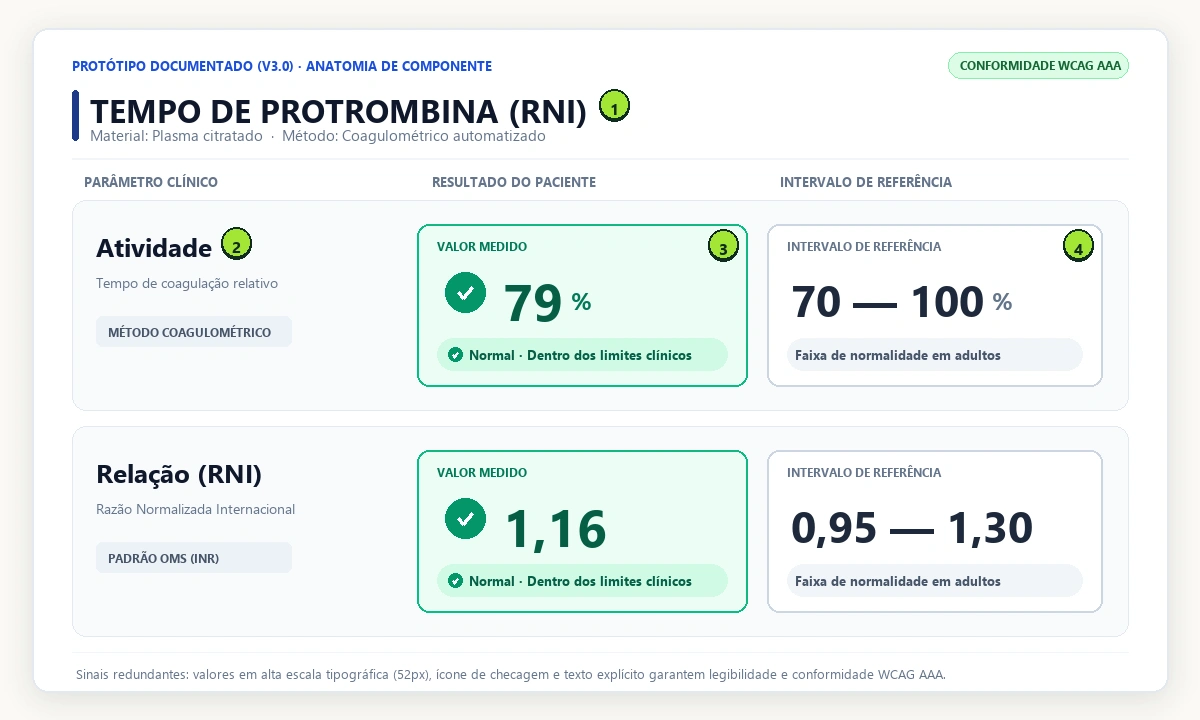 PROTÓTIPO DOCUMENTADO (V3.0) · ANATOMIA DE COMPONENTE
CONFORMIDADE WCAG AAA
TEMPO DE PROTROMBINA (RNI) 1
Material: Plasma citratado · Método: Coagulométrico automatizado
PARÂMETRO CLÍNICO
RESULTADO DO PACIENTE
INTERVALO DE REFERÊNCIA
Atividade 2
Tempo de coagulação relativo
MÉTODO COAGULOMÉTRICO
VALOR MEDIDO 3
79 %
Normal · Dentro dos limites clínicos
INTERVALO DE REFERÊNCIA 4
70 — 100 %
Faixa de normalidade em adultos
Relação (RNI)
Razão Normalizada Internacional
PADRÃO OMS (INR)
VALOR MEDIDO
1,16
Normal · Dentro dos limites clínicos
INTERVALO DE REFERÊNCIA
0,95 — 1,30
Faixa de normalidade em adultos
Sinais redundantes: valores em alta escala tipográfica (52px), ícone de checagem e texto explícito garantem legibilidade e conformidade WCAG AAA.